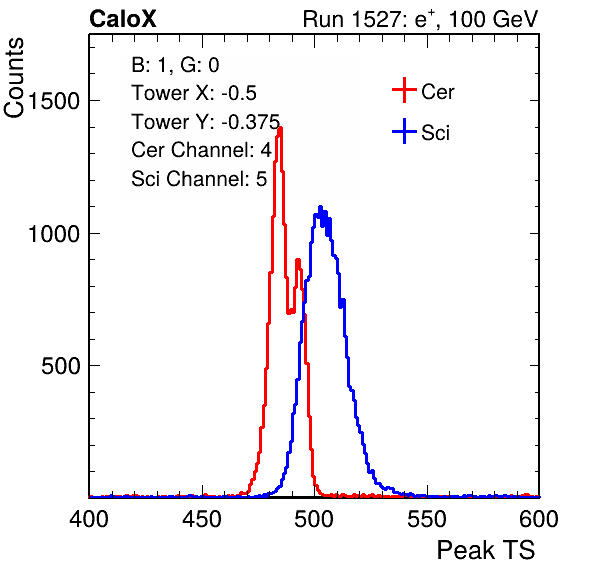 CaloX Run 1527: e+, 100 GeV
Counts
B: 1, G: 0
Tower X: -0.5
Tower Y: -0.375
Cer Channel: 4
Sci Channel: 5
Cer
Sci
1500
1000
500
400 450 500 550 600
Peak TS